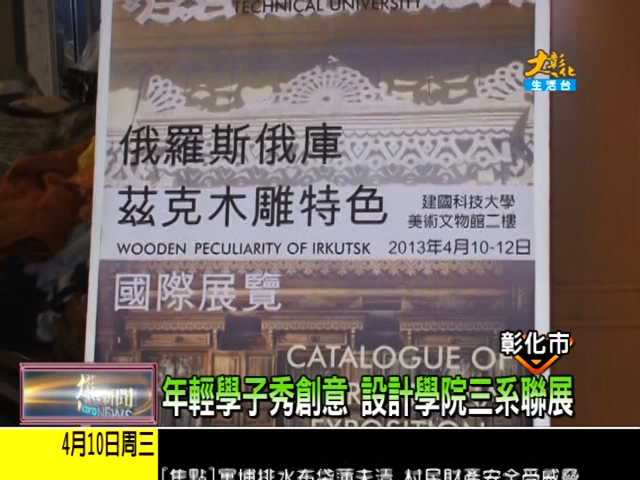 TECHNICAL UNIVERSITY
大彰化
生活台
俄羅斯俄庫
茲克木雕特色
建國科技大學
美術文物館二樓
WOODEN PECULIARITY OF IRKUTSK
2013年4月10-12日
國際展覽
CATALOGUE OF
EXPOSITION
彰化市
新聞
NEWS
年輕學子秀創意 設計學院三系聯展
4月10日周三